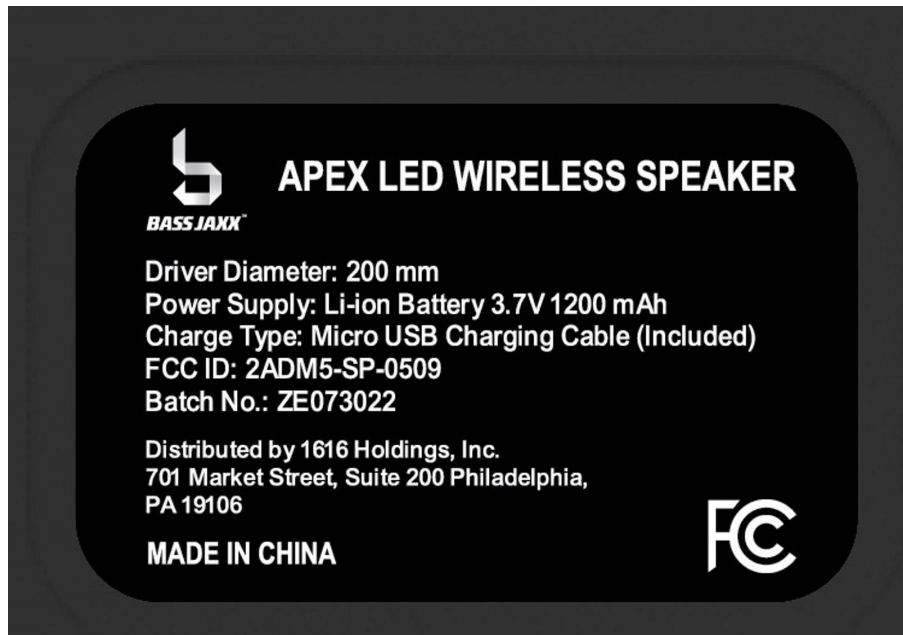 APEX LED WIRELESS SPEAKER
BASS JAXX™
Driver Diameter: 200 mm
Power Supply: Li-ion Battery 3.7V 1200 mAh
Charge Type: Micro USB Charging Cable (Included)
FCC ID: 2ADM5-SP-0509
Batch No.: ZE073022
Distributed by 1616 Holdings, Inc.
701 Market Street, Suite 200 Philadelphia,
PA 19106
MADE IN CHINA
FC